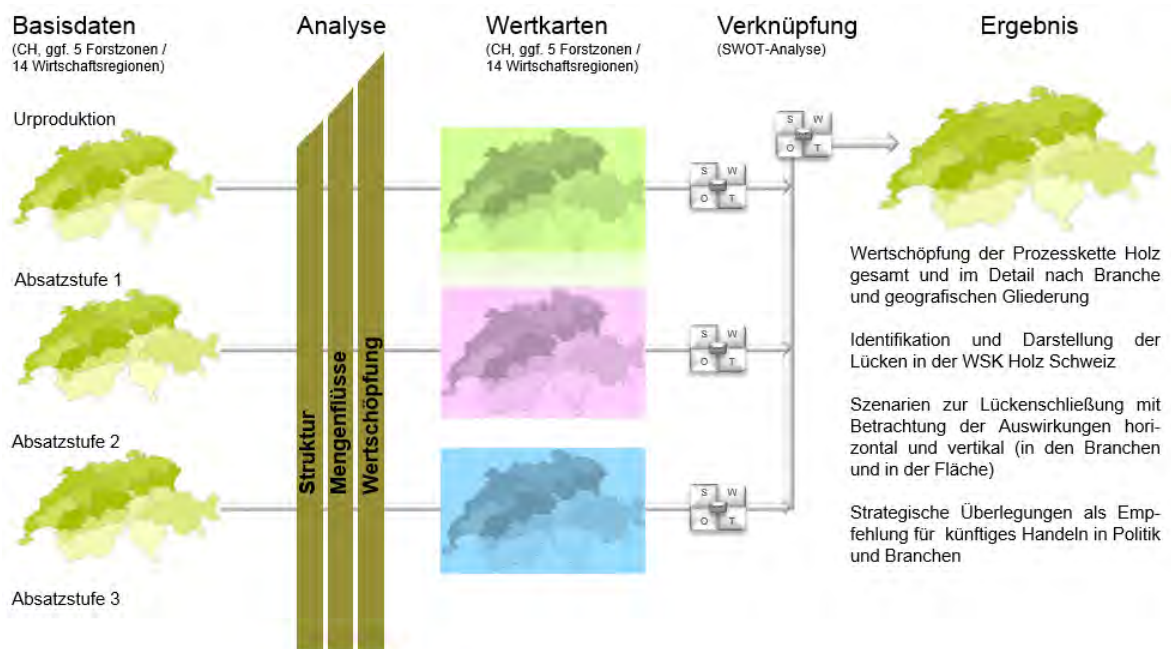 Basisdaten
(CH, ggf. 5 Forstzonen /
14 Wirtschaftsregionen)
Urproduktion
Absatzstufe 1
Absatzstufe 2
Absatzstufe 3
Analyse
Struktur
Mengenflüsse
Wertschöpfung
Wertkarten
(CH, ggf. 5 Forstzonen /
14 Wirtschaftsregionen)
Verknüpfung
(SWOT-Analyse)
S W
O T
S W
O T
S W
O T
S W
O T
Ergebnis
Wertschöpfung der Prozesskette Holz
gesamt und im Detail nach Branche
und geografischen Gliederung
Identifikation und Darstellung der
Lücken in der WSK Holz Schweiz
Szenarien zur Lückenschließung mit
Betrachtung der Auswirkungen hori-
zontal und vertikal (in den Branchen
und in der Fläche)
Strategische Überlegungen als Emp-
fehlung für künftiges Handeln in Politik
und Branchen